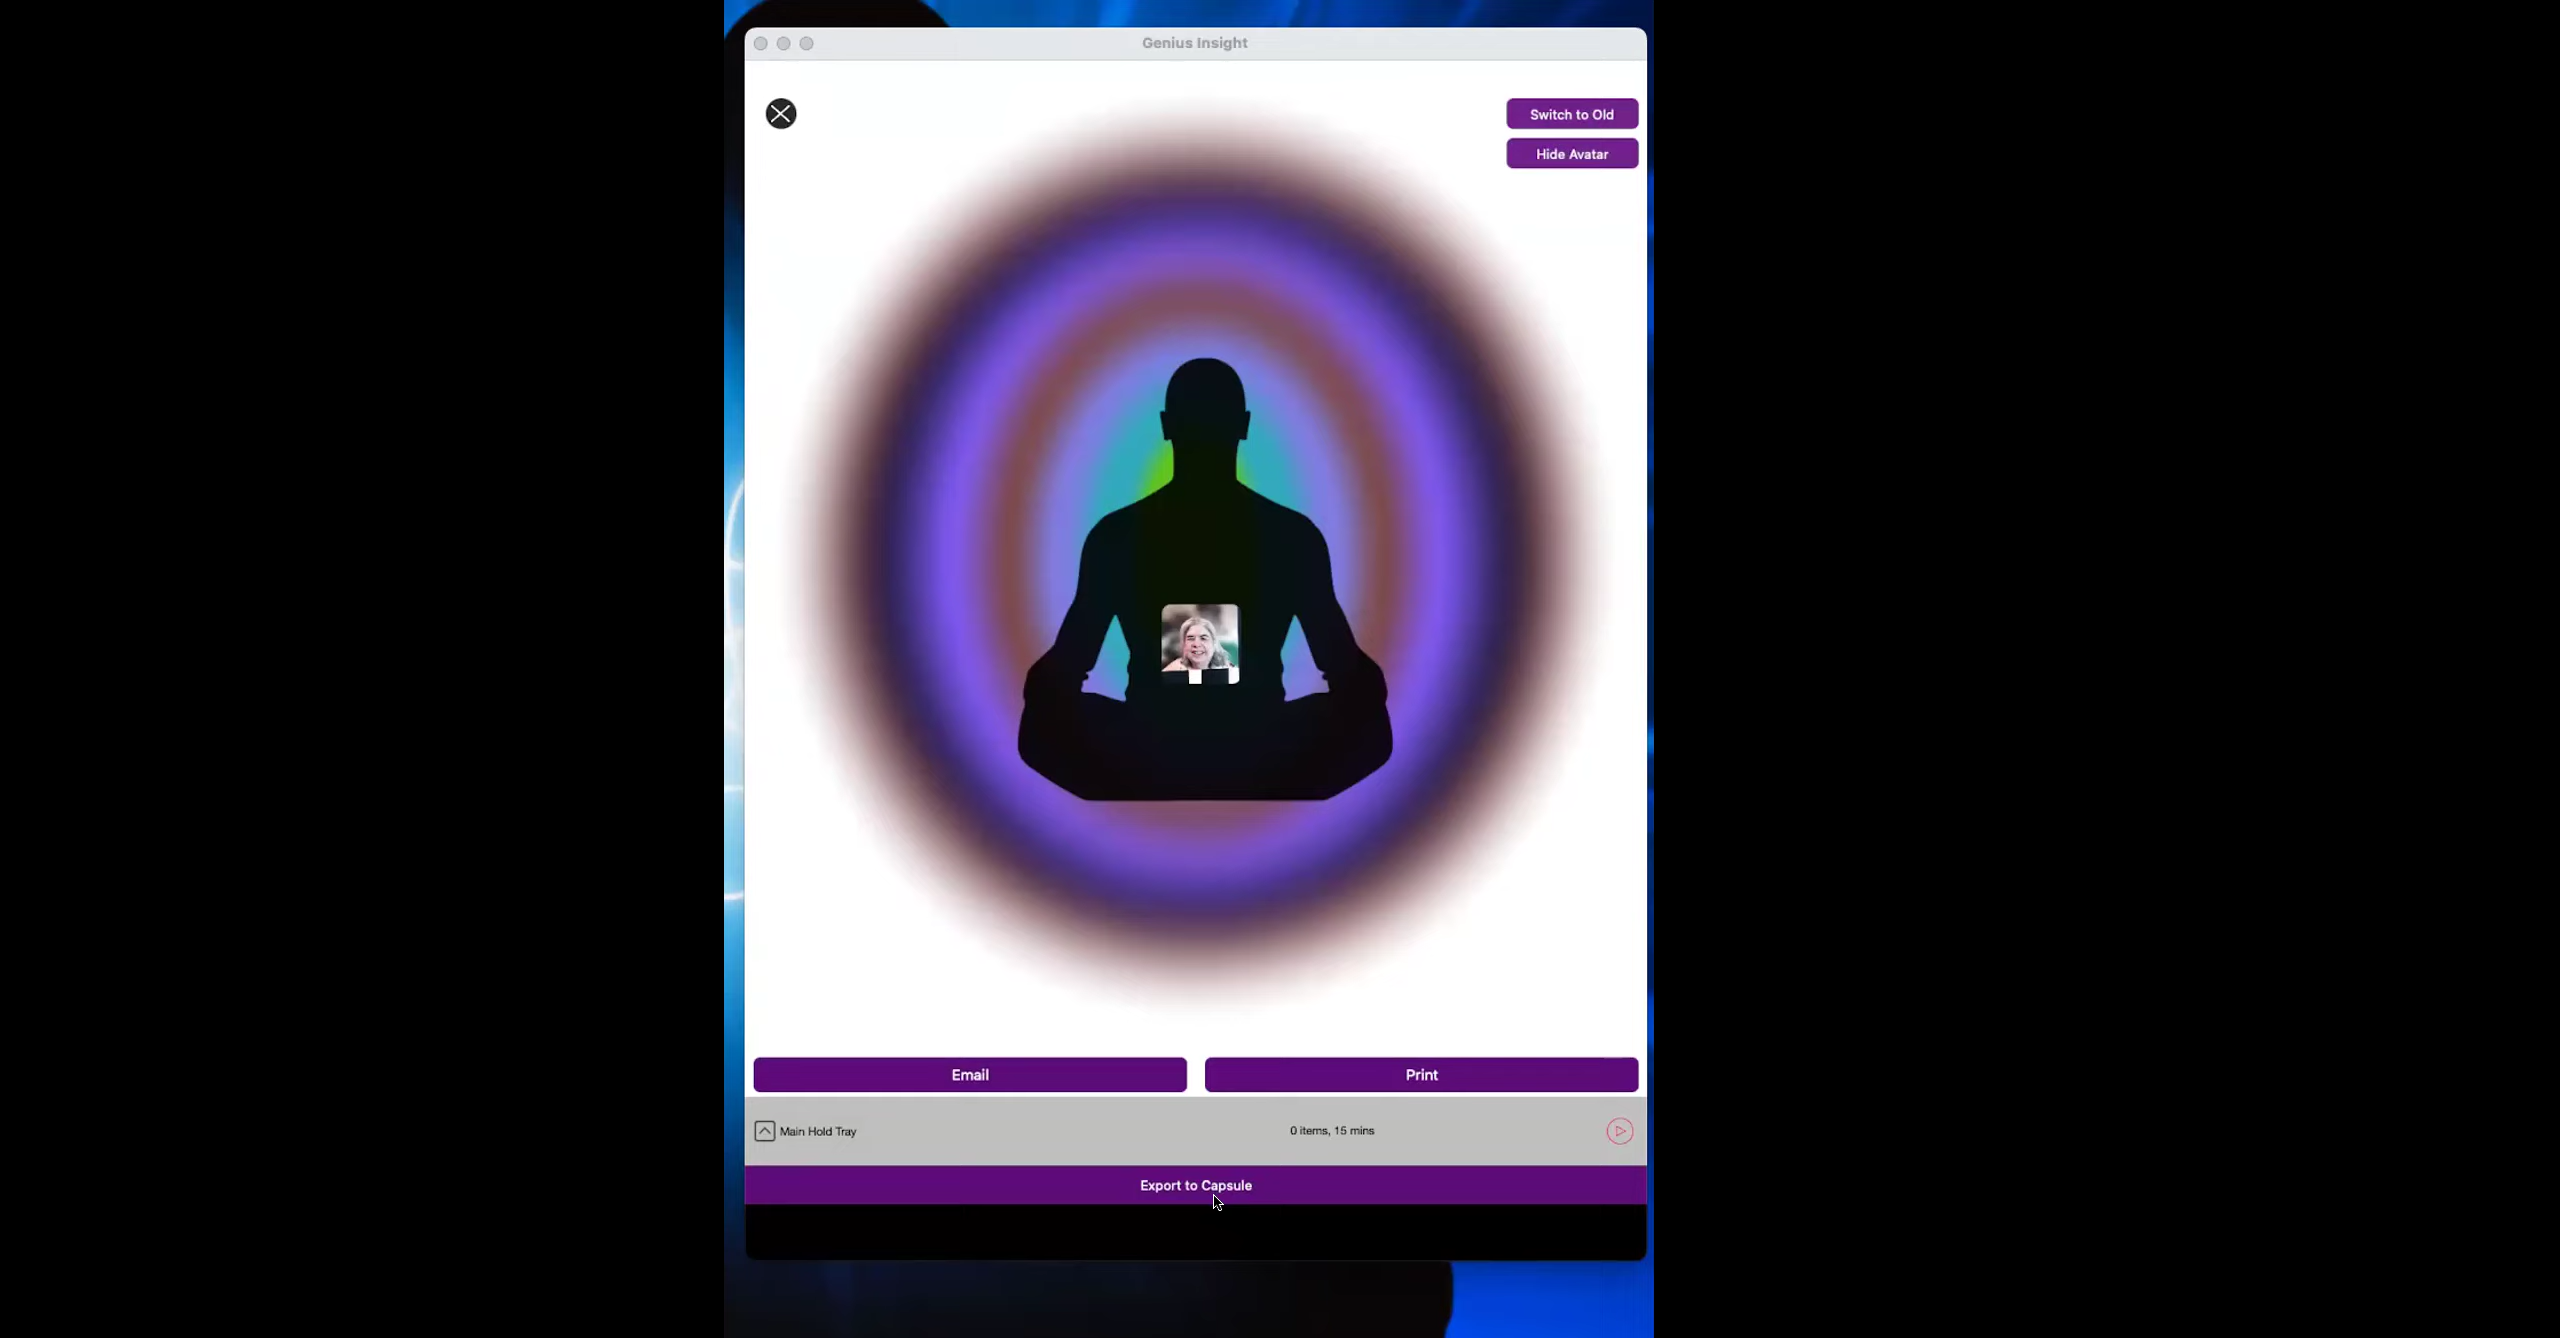 Genius Insight
Switch to Old
Hide Avatar
Email
Print
Main Hold Tray
0 items, 15 mins
Export to Capsule